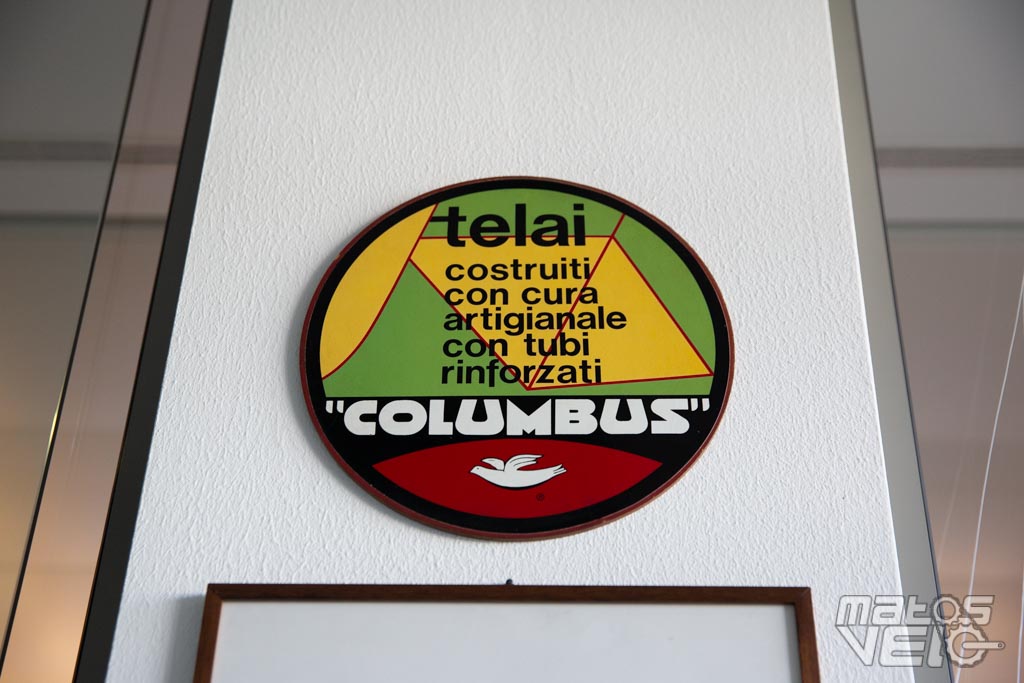 telai
costruiti
con cura
artigianale
con tubi
rinforzati
"COLUMBUS"
®
MATOS
VELO